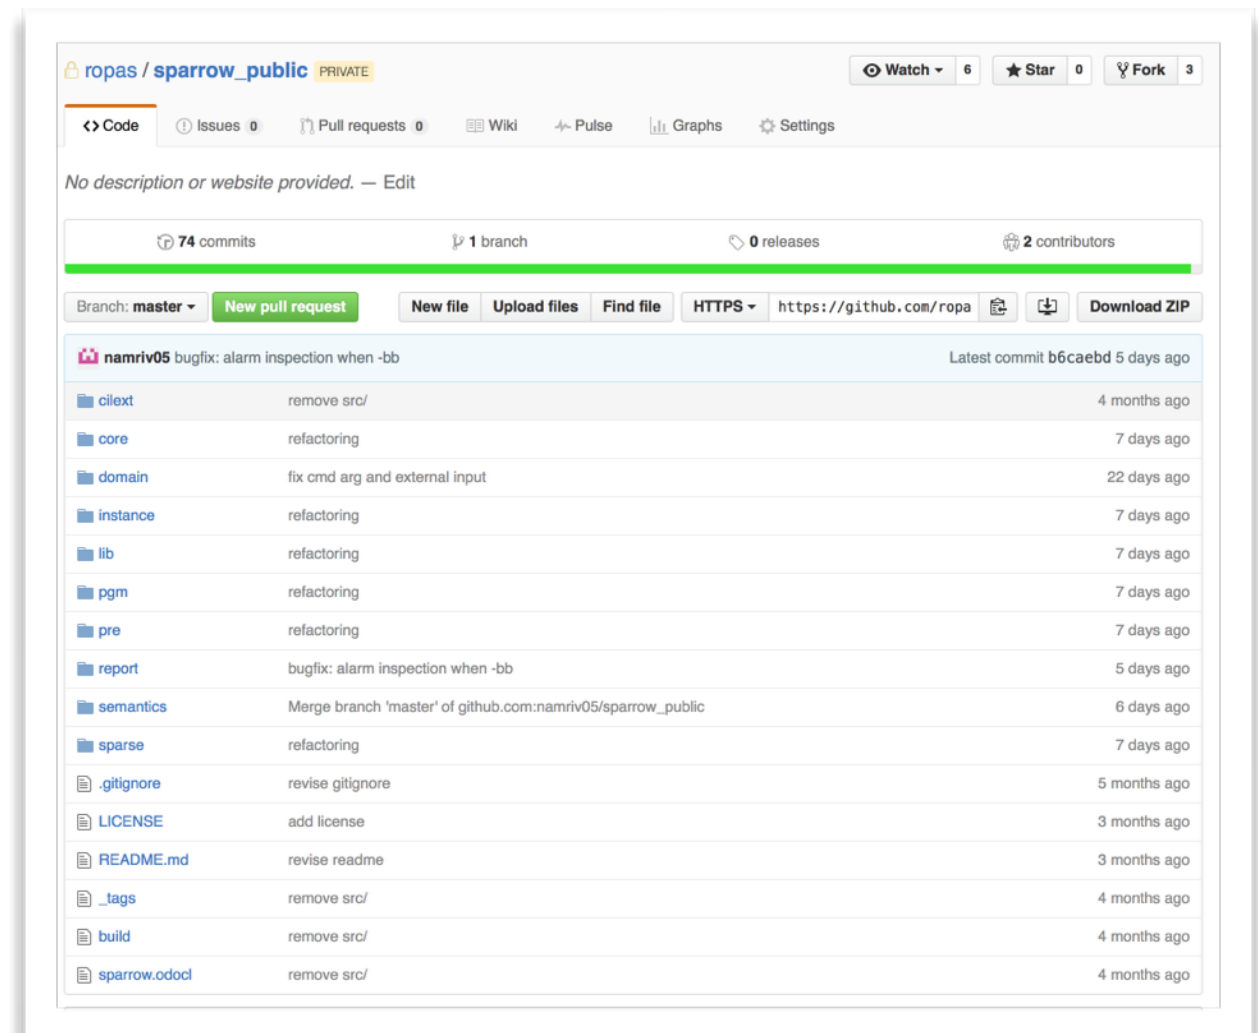 ropas / sparrow_public PRIVATE Watch 6 Star 0 Fork 3
Code Issues 0 Pull requests 0 Wiki Pulse Graphs Settings
No description or website provided. — Edit
74 commits 1 branch 0 releases 2 contributors
Branch: master New pull request New file Upload files Find file HTTPS https://github.com/ropa Download ZIP
namriv05 bugfix: alarm inspection when -bb Latest commit b6caebd 5 days ago
cilext remove src/ 4 months ago
core refactoring 7 days ago
domain fix cmd arg and external input 22 days ago
instance refactoring 7 days ago
lib refactoring 7 days ago
pgm refactoring 7 days ago
pre refactoring 7 days ago
report bugfix: alarm inspection when -bb 5 days ago
semantics Merge branch 'master' of github.com:namriv05/sparrow_public 6 days ago
sparse refactoring 7 days ago
.gitignore revise gitignore 5 months ago
LICENSE add license 3 months ago
README.md revise readme 3 months ago
_tags remove src/ 4 months ago
build remove src/ 4 months ago
sparrow.odocl remove src/ 4 months ago